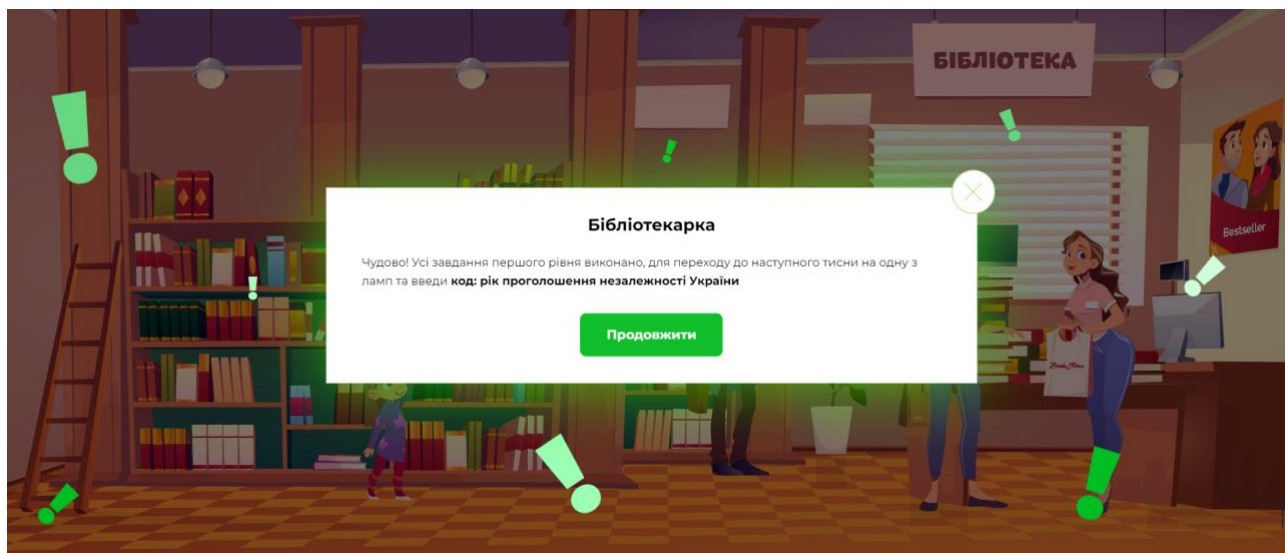 БІБЛІОТЕКА
Бібліотекарка
Чудово! Усі завдання першого рівня виконано, для переходу до наступного тисни на одну з
ламп та введи код: рік проголошення незалежності України
Bestseller
Продовжити